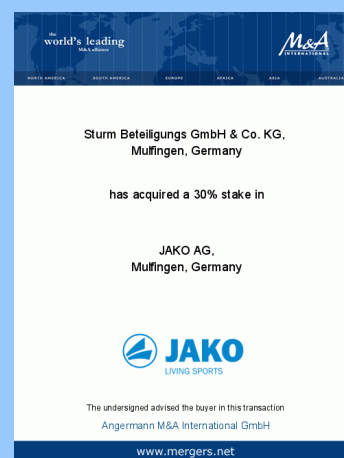 the
world's leading
M&A alliance
M&A
INTERNATIONAL
NORTH AMERICA SOUTH AMERICA EUROPE AFRICA ASIA AUSTRALIA
Sturm Beteiligungs GmbH & Co. KG,
Mulfingen, Germany
has acquired a 30% stake in
JAKO AG,
Mulfingen, Germany
JAKO
LIVING SPORTS
The undersigned advised the buyer in this transaction
Angermann M&A International GmbH
www.mergers.net